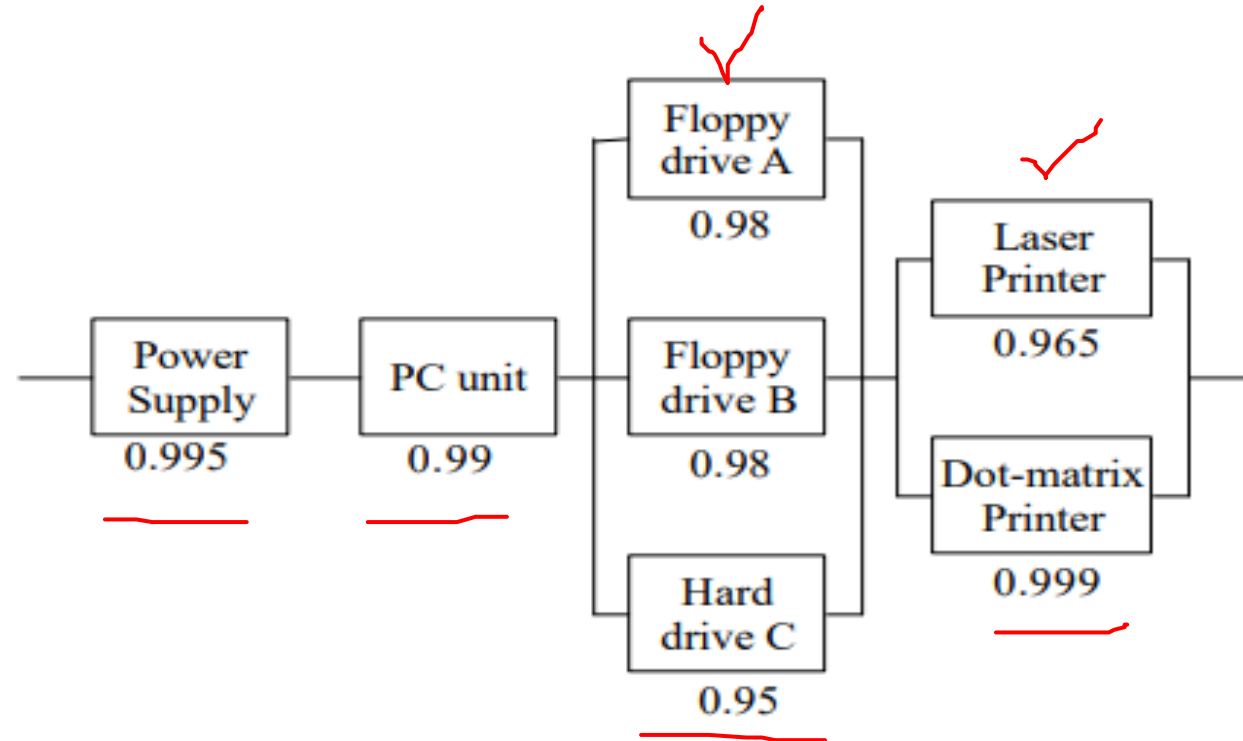 Floppy
drive A
0.98
Laser
Printer
0.965
Power
Supply
0.995
PC unit
0.99
Floppy
drive B
0.98
Dot-matrix
Printer
0.999
Hard
drive C
0.95